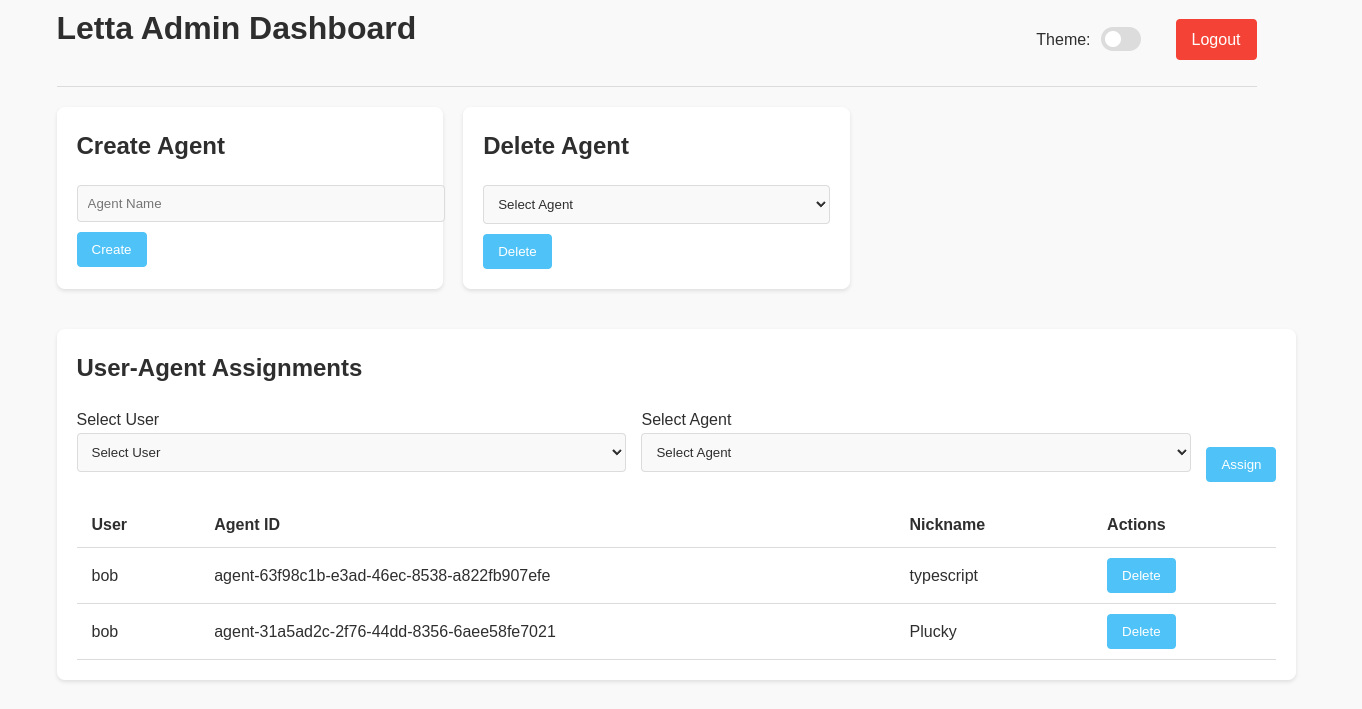 Letta Admin Dashboard
Theme:
Logout
Create Agent
Agent Name
Create
Delete Agent
Select Agent
Delete
User-Agent Assignments
Select User
Select User
Select Agent
Select Agent
Assign
User Agent ID Nickname Actions
bob agent-63f98c1b-e3ad-46ec-8538-a822fb907efe typescript Delete
bob agent-31a5ad2c-2f76-44dd-8356-6aee58fe7021 Plucky Delete